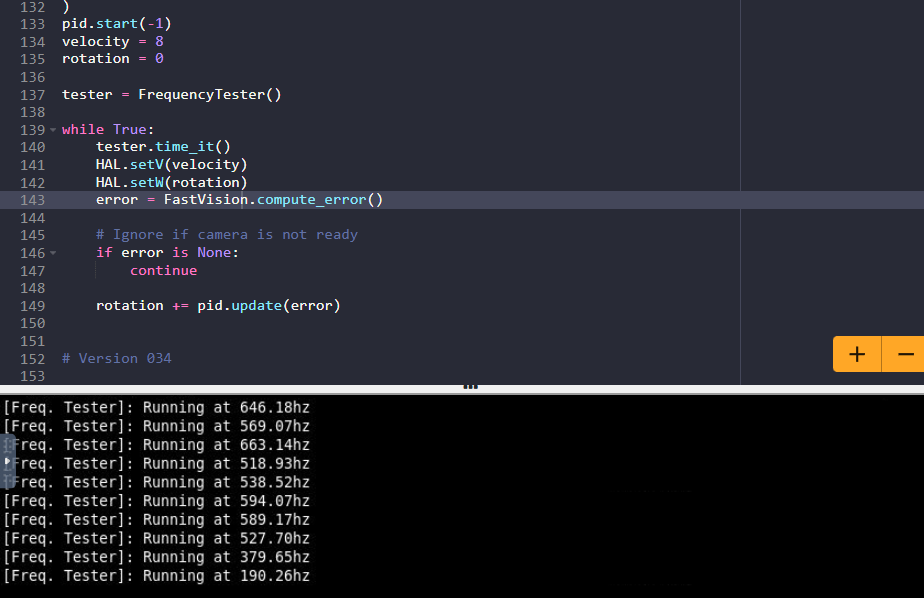 132 )
133 pid.start(-1)
134 velocity = 8
135 rotation = 0
136
137 tester = FrequencyTester()
138
139 while True:
140     tester.time_it()
141     HAL.setV(velocity)
142     HAL.setW(rotation)
143     error = FastVision.compute_error()
144
145     # Ignore if camera is not ready
146     if error is None:
147         continue
148
149     rotation += pid.update(error)
150
151
152 # Version 034
153
+ −
[Freq. Tester]: Running at 646.18hz
[Freq. Tester]: Running at 569.07hz
[Freq. Tester]: Running at 663.14hz
[Freq. Tester]: Running at 518.93hz
[Freq. Tester]: Running at 538.52hz
[Freq. Tester]: Running at 594.07hz
[Freq. Tester]: Running at 589.17hz
[Freq. Tester]: Running at 527.70hz
[Freq. Tester]: Running at 379.65hz
[Freq. Tester]: Running at 190.26hz